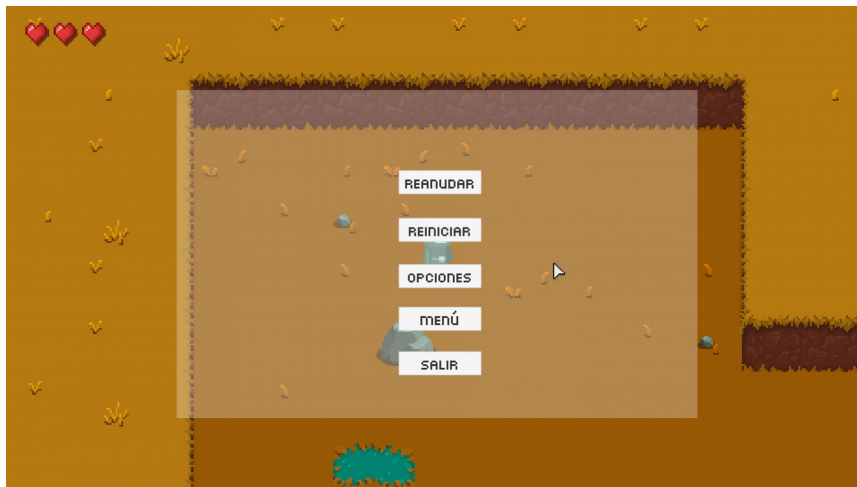 REANUDAR
REINICIAR
OPCIONES
MENÚ
SALIR